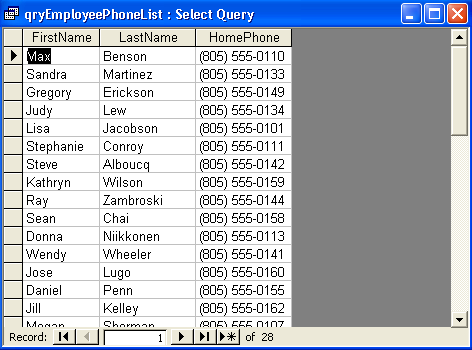 qryEmployeePhoneList : Select Query
FirstName LastName HomePhone
Max Benson (805) 555-0110
Sandra Martinez (805) 555-0133
Gregory Erickson (805) 555-0149
Judy Lew (805) 555-0134
Lisa Jacobson (805) 555-0101
Stephanie Conroy (805) 555-0111
Steve Alboucq (805) 555-0142
Kathryn Wilson (805) 555-0159
Ray Zambroski (805) 555-0144
Sean Chai (805) 555-0158
Donna Niikkonen (805) 555-0113
Wendy Wheeler (805) 555-0141
Jose Lugo (805) 555-0160
Daniel Penn (805) 555-0155
Jill Kelley (805) 555-0162
Megan Sherman (805) 555-0107
Record: 1 of 28